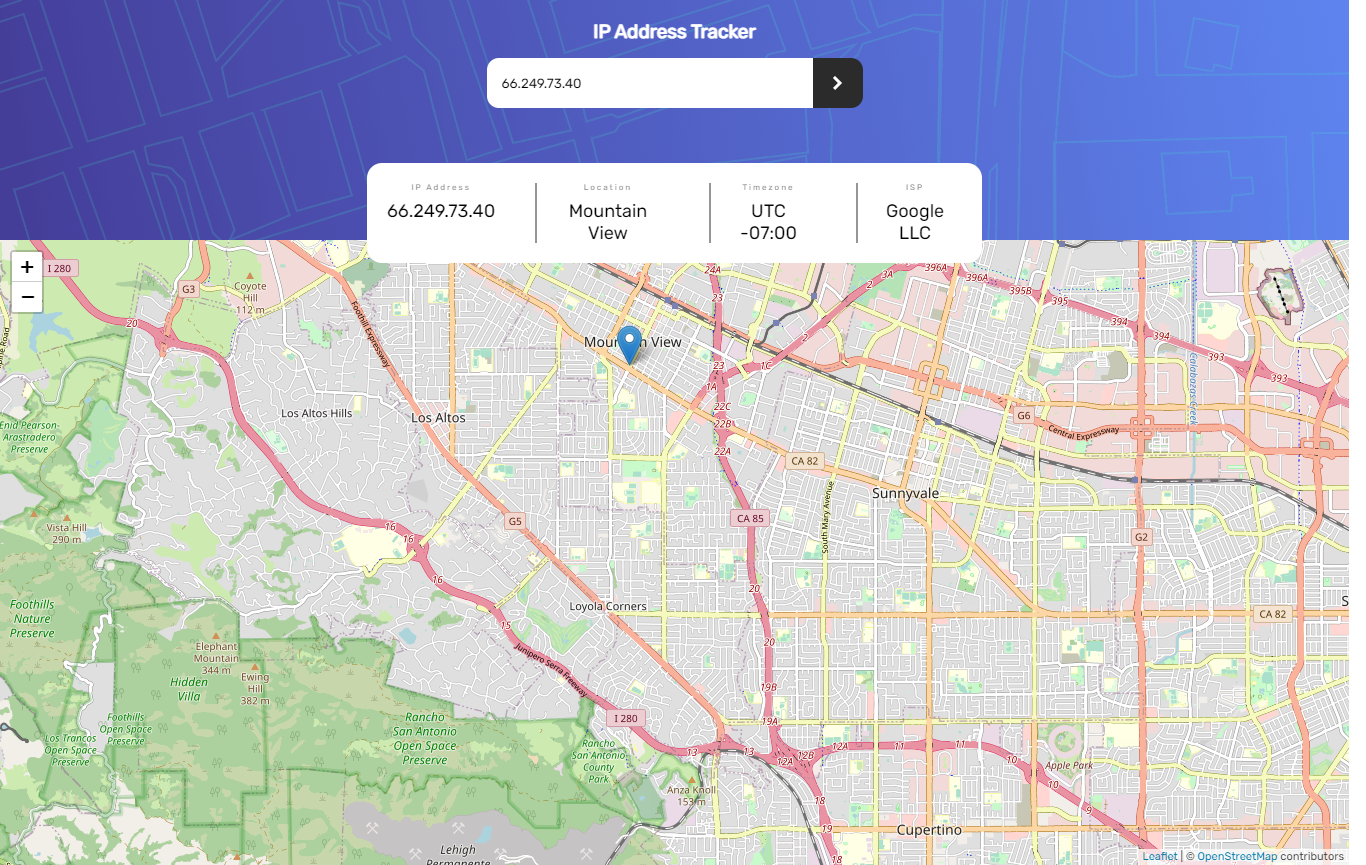 IP Address Tracker
66.249.73.40
IP Address
66.249.73.40
Location
Mountain
View
Timezone
UTC
-07:00
ISP
Google
LLC
+
−
I 280
G3
Coyote
Hill
112 m
20
Foothill Expressway
24A
23
3A
2
396A
396A
395B
395
394
394
393
393
Mountain View
2
1C
23
1A
22C
22B
22A
Calabazas Creek
G6
Central Expressway
Los Altos Hills
Los Altos
Enid Pearson-
Arastradero
Preserve
CA 82
Sunnyvale
South Mary Avenue
Vista Hill
290 m
16
16
16
G5
CA 85
G2
20
Foothills
Nature
Preserve
Loyola Corners
CA 82
15
20
Elephant
Mountain
344 m
Ewing
Hill
382 m
Hidden
Villa
Junipero Serra Freeway
19B
19A
I 280
Foothills
Open Space
Preserve
Los Trancos
Open Space
Preserve
Rancho
San Antonio
Open Space
Preserve
Rancho
San Antonio
County
Park
13
13
12A
12B
12A
11
11
10
10
9
Apple Park
Anza Knoll
153 m
18
19
Cupertino
Lehigh
Permanente
Leaflet | © OpenStreetMap contributors